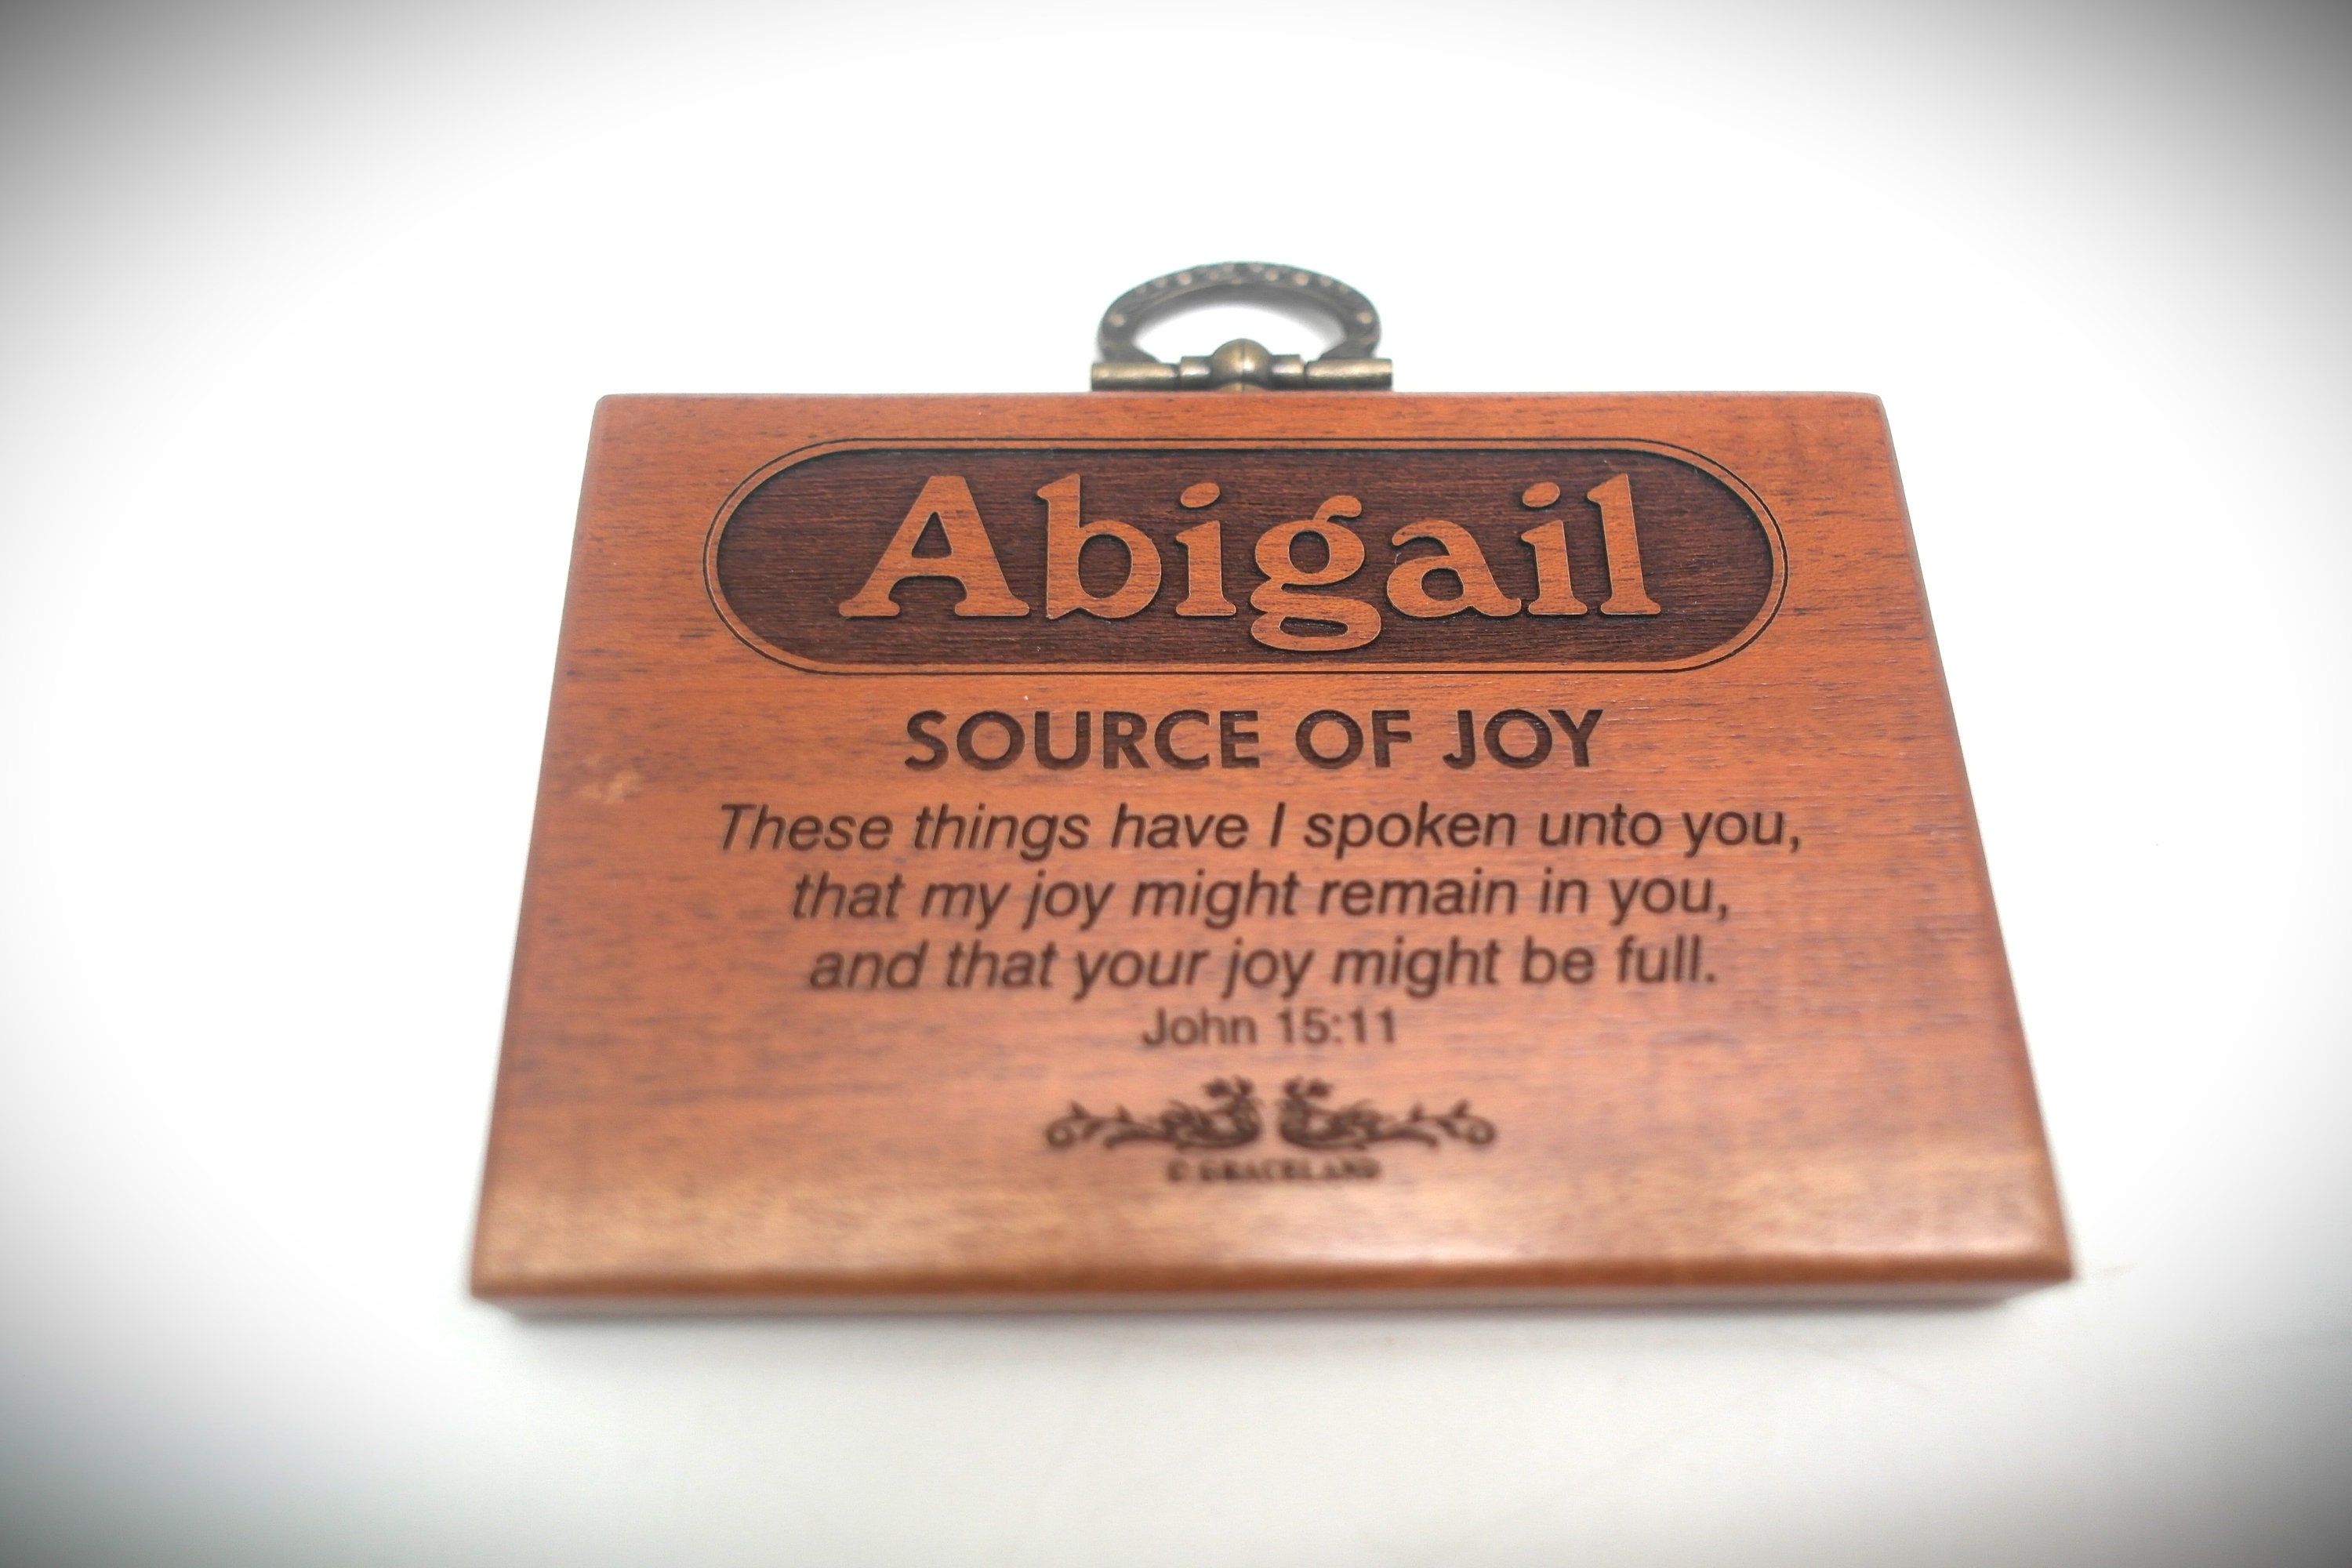 Abigail
SOURCE OF JOY
These things have I spoken unto you,
that my joy might remain in you,
and that your joy might be full.
John 15:11
© GRACELAND